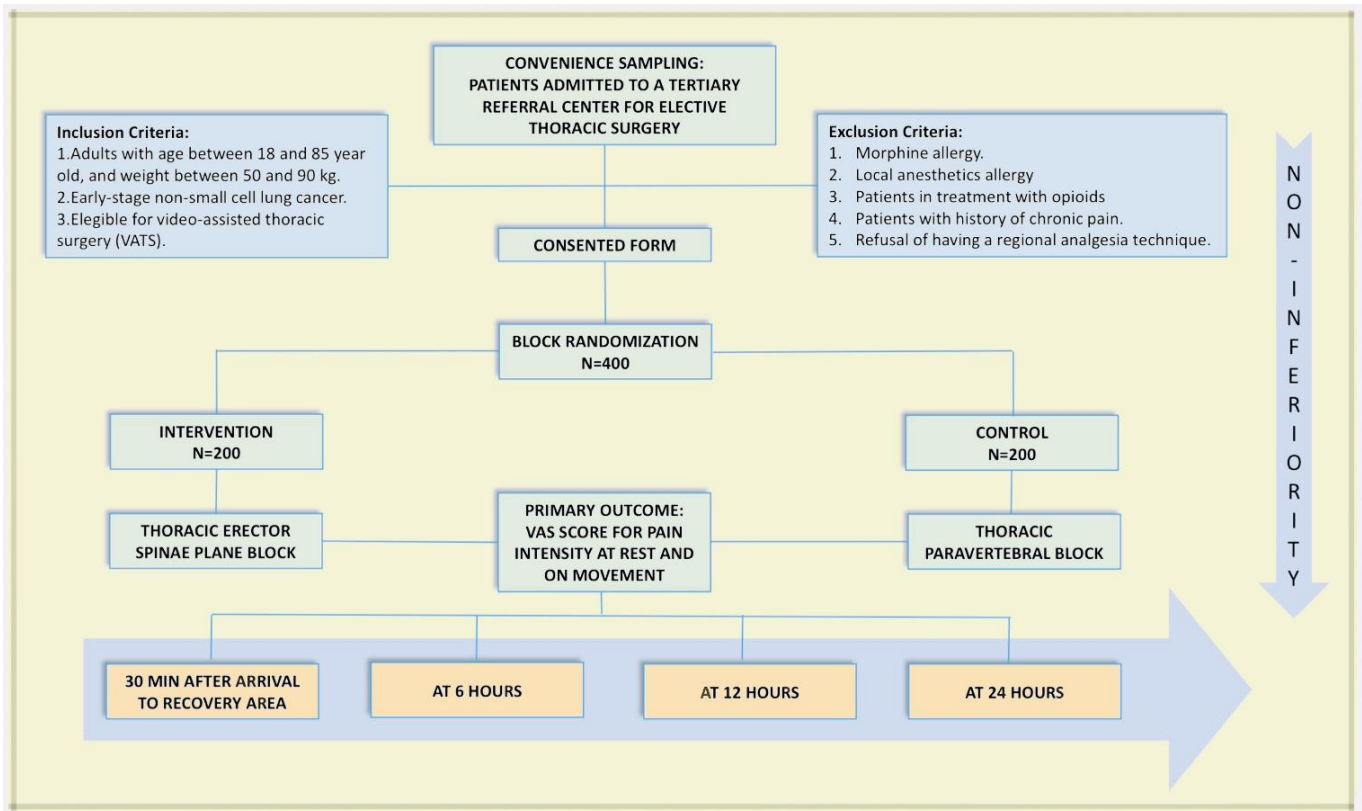 CONVENIENCE SAMPLING:
PATIENTS ADMITTED TO A TERTIARY
REFERRAL CENTER FOR ELECTIVE
THORACIC SURGERY
Inclusion Criteria:
1.Adults with age between 18 and 85 year
old, and weight between 50 and 90 kg.
2.Early-stage non-small cell lung cancer.
3.Elegible for video-assisted thoracic
surgery (VATS).
Exclusion Criteria:
1. Morphine allergy.
2. Local anesthetics allergy
3. Patients in treatment with opioids
4. Patients with history of chronic pain.
5. Refusal of having a regional analgesia technique.
CONSENTED FORM
BLOCK RANDOMIZATION
N=400
INTERVENTION
N=200
CONTROL
N=200
THORACIC ERECTOR
SPINAE PLANE BLOCK
PRIMARY OUTCOME:
VAS SCORE FOR PAIN
INTENSITY AT REST AND
ON MOVEMENT
THORACIC
PARAVERTEBRAL BLOCK
30 MIN AFTER ARRIVAL
TO RECOVERY AREA
AT 6 HOURS
AT 12 HOURS
AT 24 HOURS
NON-INFERIORITY